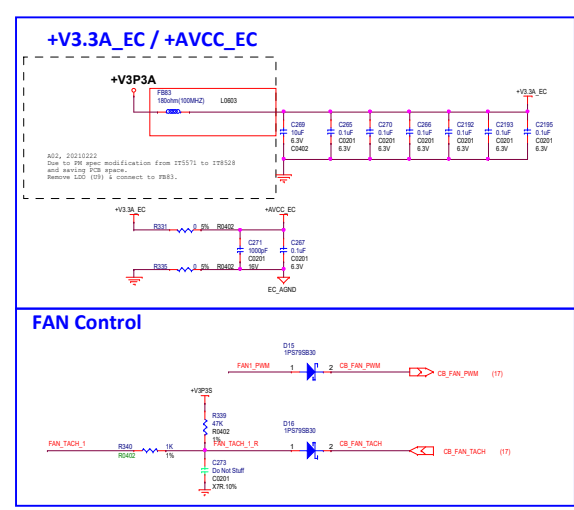 +V3.3A_EC / +AVCC_EC
+V3P3A
FB83
180ohm(100MHZ) L0603
+V3.3A_EC
C269
10uF
6.3V
C0402
C265
0.1uF
C0201
6.3V
C270
0.1uF
C0201
6.3V
C266
0.1uF
C0201
6.3V
C2192
0.1uF
C0201
6.3V
C2193
0.1uF
C0201
6.3V
C2195
0.1uF
C0201
6.3V
A02, 20210222
Due to PM spec modification from IT5571 to IT8528
and saving PCB space.
Remove LDO (U9) & connect to FB83.
+V3.3A_EC
+AVCC_EC
R331 0 5% R0402
C271
1000pF
C0201
16V
C267
0.1uF
C0201
6.3V
R335 0 5% R0402
EC_AGND
FAN Control
D15
1PS79SB30
FAN1_PWM 1 2 CB_FAN_PWM
CB_FAN_PWM (17)
+V3P3S
R339
47K
R0402
1%
D16
1PS79SB30
FAN_TACH_1 R340 1K FAN_TACH_1_R 1 2 CB_FAN_TACH
R0402 1%
CB_FAN_TACH (17)
C273
Do Not Stuff
C0201
X7R.10%